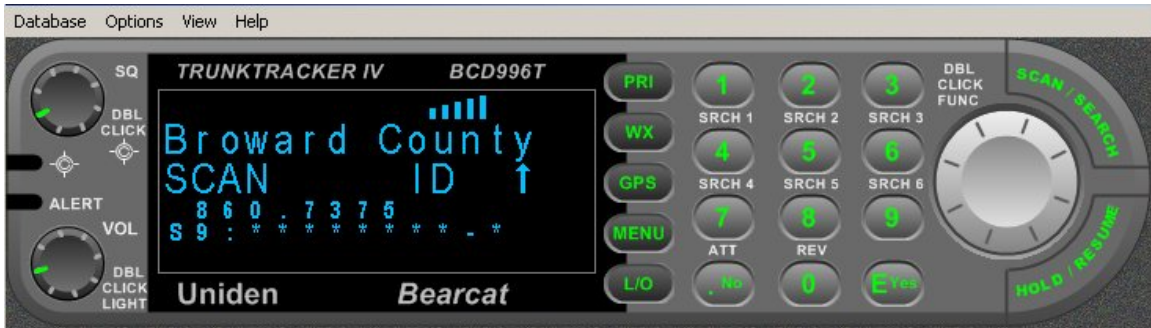 Database Options View Help
SQ
DBL
CLICK
ALERT
VOL
DBL
CLICK
LIGHT
TRUNKTRACKER IV BCD996T
Broward County
SCAN ID ↑
860.7375
S9:********-*
Uniden Bearcat
PRI
WX
GPS
MENU
L/O
1 2 3
SRCH 1 SRCH 2 SRCH 3
4 5 6
SRCH 4 SRCH 5 SRCH 6
7 8 9
ATT REV
. No 0 E Yes
DBL
CLICK
FUNC
SCAN / SEARCH
HOLD / RESUME